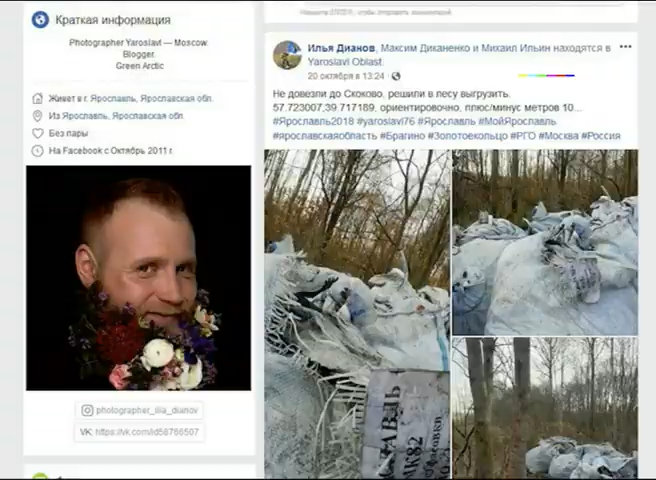 Краткая информация
Photographer Yaroslavl — Moscow.
Blogger.
Green Arctic
Живет в г. Ярославль, Ярославская обл.
Из Ярославль, Ярославская обл.
Без пары
На Facebook с Октябрь 2011 г.
photographer_ilia_dianov
VK: https://vk.com/id58766507
Илья Дианов, Максим Диканенко и Михаил Ильин находятся в
Yaroslavl Oblast.
20 октября в 13:24
Не довезли до Скоково, решили в лесу выгрузить.
57.723007,39.717189, ориентировочно, плюс/минус метров 10...
#Ярославль2018 #yaroslavl76 #Ярославль #МойЯрославль
#ярославскаяобласть #Брагино #Золотоекольцо #РГО #Москва #Россия
МК82